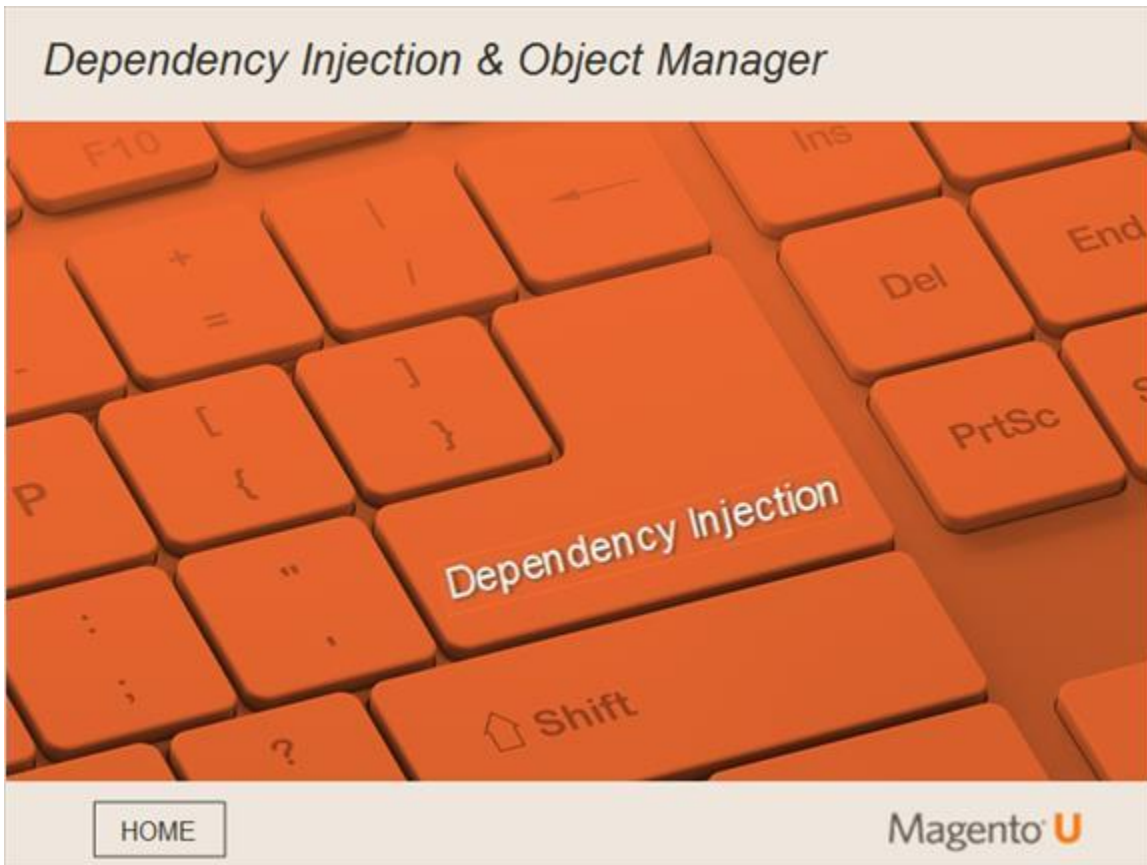 Dependency Injection & Object Manager
F10
Ins
+
=
|
\
←
Del
End
-
[
{
]
}
PrtSc
S
P
Dependency Injection
:
;
"
,
Shift
?
HOME
Magento U